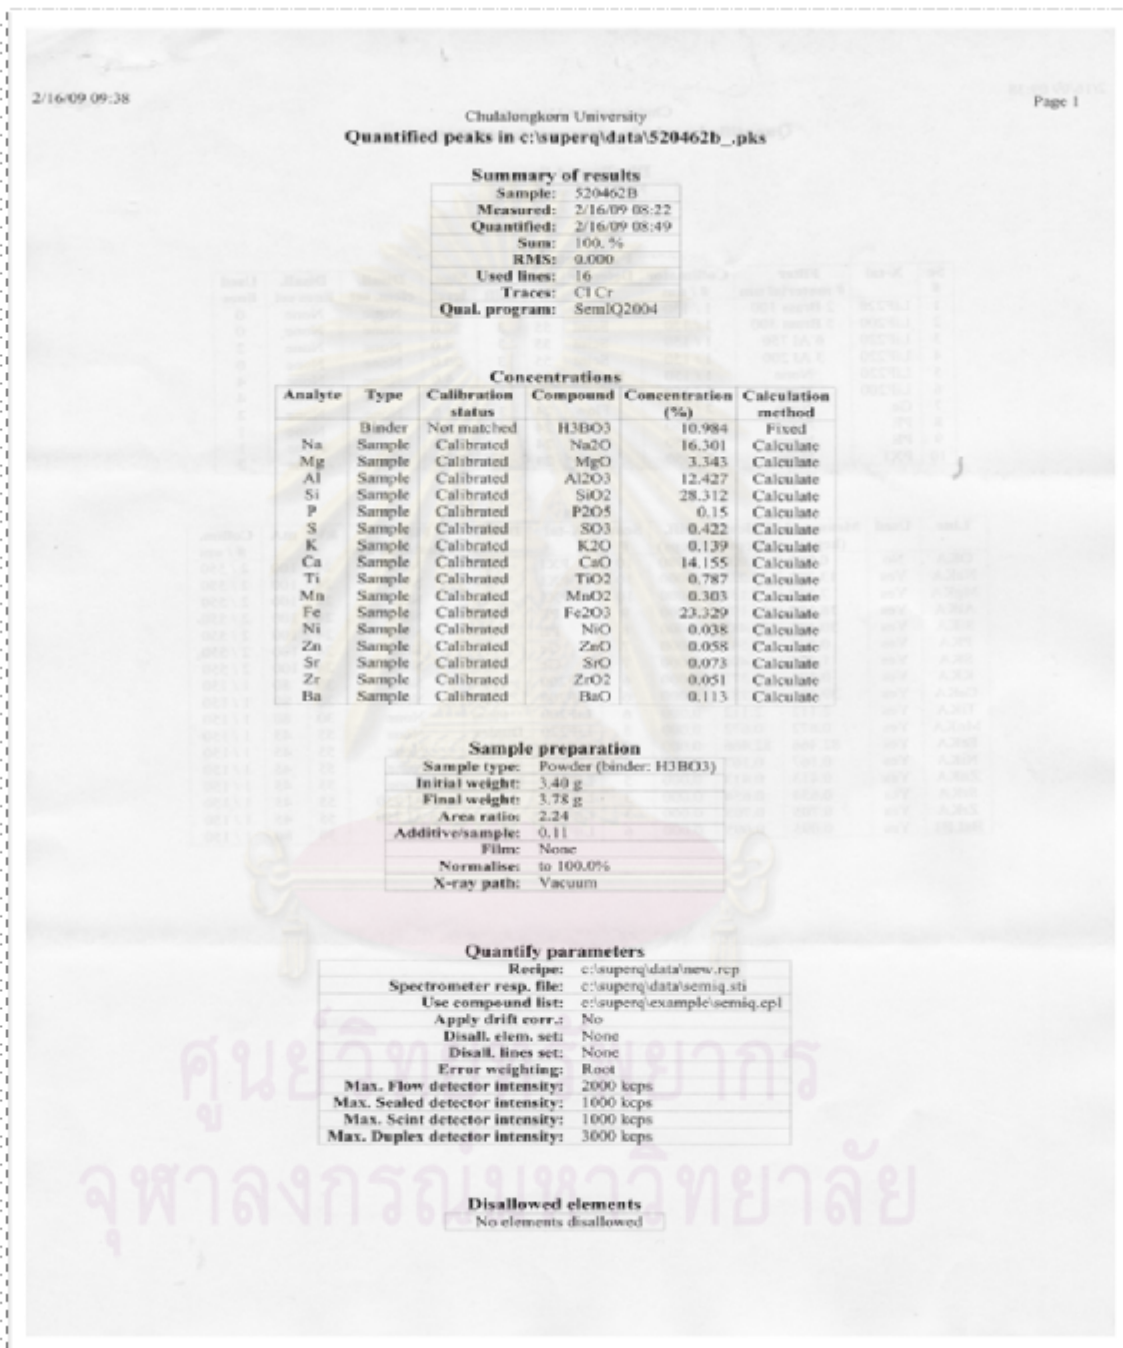 2/16/09 09:38
Page 1
Chulalongkorn University
Quantified peaks in c:\superq\data\520462b_.pks
Summary of results
Sample: 520462B
Measured: 2/16/09 08:22
Quantified: 2/16/09 08:49
Sum: 100. %
RMS: 0.000
Used lines: 16
Traces: Cl Cr
Qual. program: SemIQ2004
Concentrations
Analyte Type Calibration status Compound Concentration (%) Calculation method
Binder Not matched H3BO3 10.984 Fixed
Na Sample Calibrated Na2O 16.301 Calculate
Mg Sample Calibrated MgO 3.343 Calculate
Al Sample Calibrated Al2O3 12.427 Calculate
Si Sample Calibrated SiO2 28.312 Calculate
P Sample Calibrated P2O5 0.15 Calculate
S Sample Calibrated SO3 0.422 Calculate
K Sample Calibrated K2O 0.139 Calculate
Ca Sample Calibrated CaO 14.155 Calculate
Ti Sample Calibrated TiO2 0.787 Calculate
Mn Sample Calibrated MnO2 0.303 Calculate
Fe Sample Calibrated Fe2O3 23.329 Calculate
Ni Sample Calibrated NiO 0.038 Calculate
Zn Sample Calibrated ZnO 0.058 Calculate
Sr Sample Calibrated SrO 0.073 Calculate
Zr Sample Calibrated ZrO2 0.051 Calculate
Ba Sample Calibrated BaO 0.113 Calculate
Sample preparation
Sample type: Powder (binder: H3BO3)
Initial weight: 3.40 g
Final weight: 3.78 g
Area ratio: 2.24
Additive/sample: 0.11
Film: None
Normalise: to 100.0%
X-ray path: Vacuum
Quantify parameters
Recipe: c:\superq\data\new.rcp
Spectrometer resp. file: c:\superq\data\semiq.sti
Use compound list: c:\superq\example\semiq.cpl
Apply drift corr.: No
Disall. elem. set: None
Disall. lines set: None
Error weighting: Root
Max. Flow detector intensity: 2000 kcps
Max. Sealed detector intensity: 1000 kcps
Max. Scint detector intensity: 1000 kcps
Max. Duplex detector intensity: 3000 kcps
ศูนย์วิทยทรัพยากร
จุฬาลงกรณ์มหาวิทยาลัย
Disallowed elements
No elements disallowed